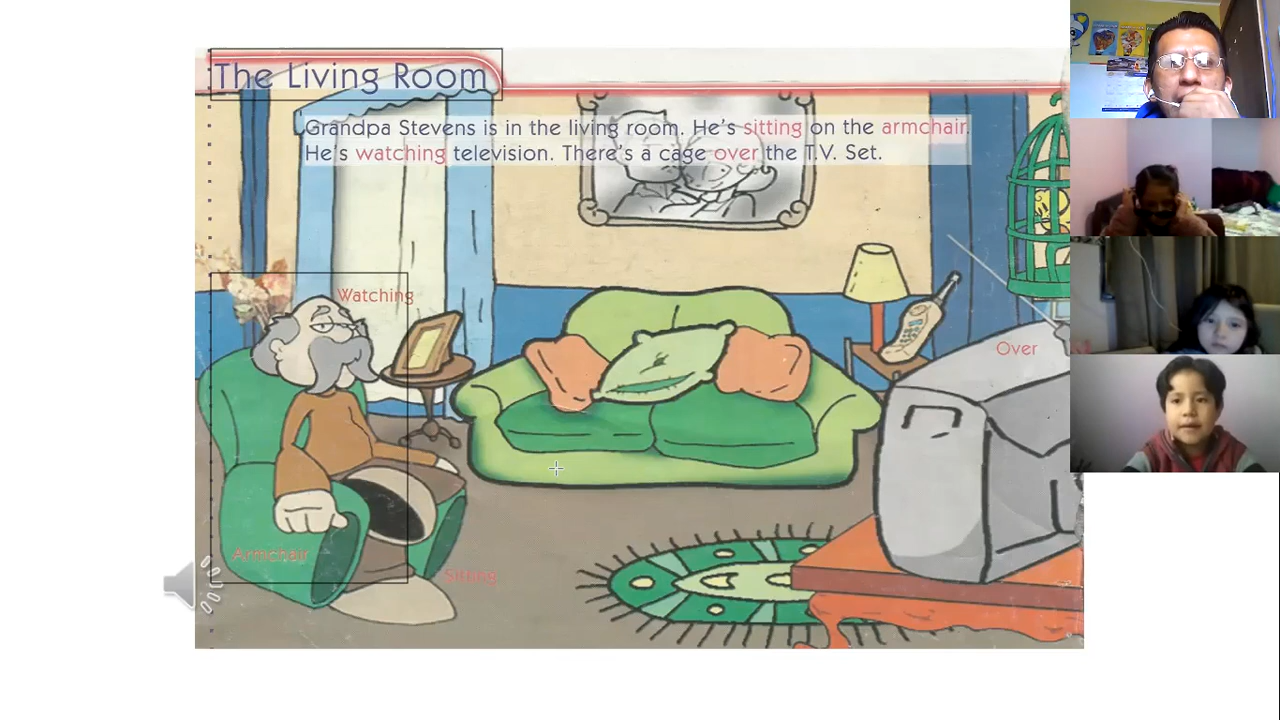 The Living Room
Grandpa Stevens is in the living room. He's sitting on the armchair.
He's watching television. There's a cage over the T.V. Set.
Watching
Over
Armchair
Sitting